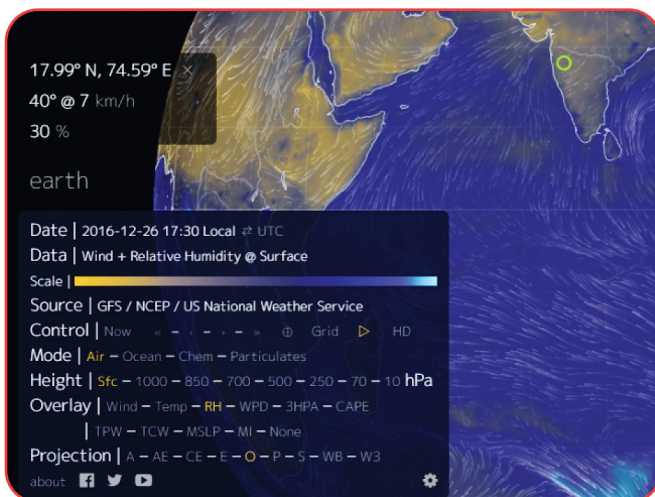 17.99° N, 74.59° E ×
40° @ 7 km/h
30 %
earth
Date | 2016-12-26 17:30 Local ⇄ UTC
Data | Wind + Relative Humidity @ Surface
Scale |
Source | GFS / NCEP / US National Weather Service
Control | Now « – ‹ – › – » ⊕ Grid ▷ HD
Mode | Air – Ocean – Chem – Particulates
Height | Sfc – 1000 – 850 – 700 – 500 – 250 – 70 – 10 hPa
Overlay | Wind – Temp – RH – WPD – 3HPA – CAPE
| TPW – TCW – MSLP – MI – None
Projection | A – AE – CE – E – O – P – S – WB – W3
about